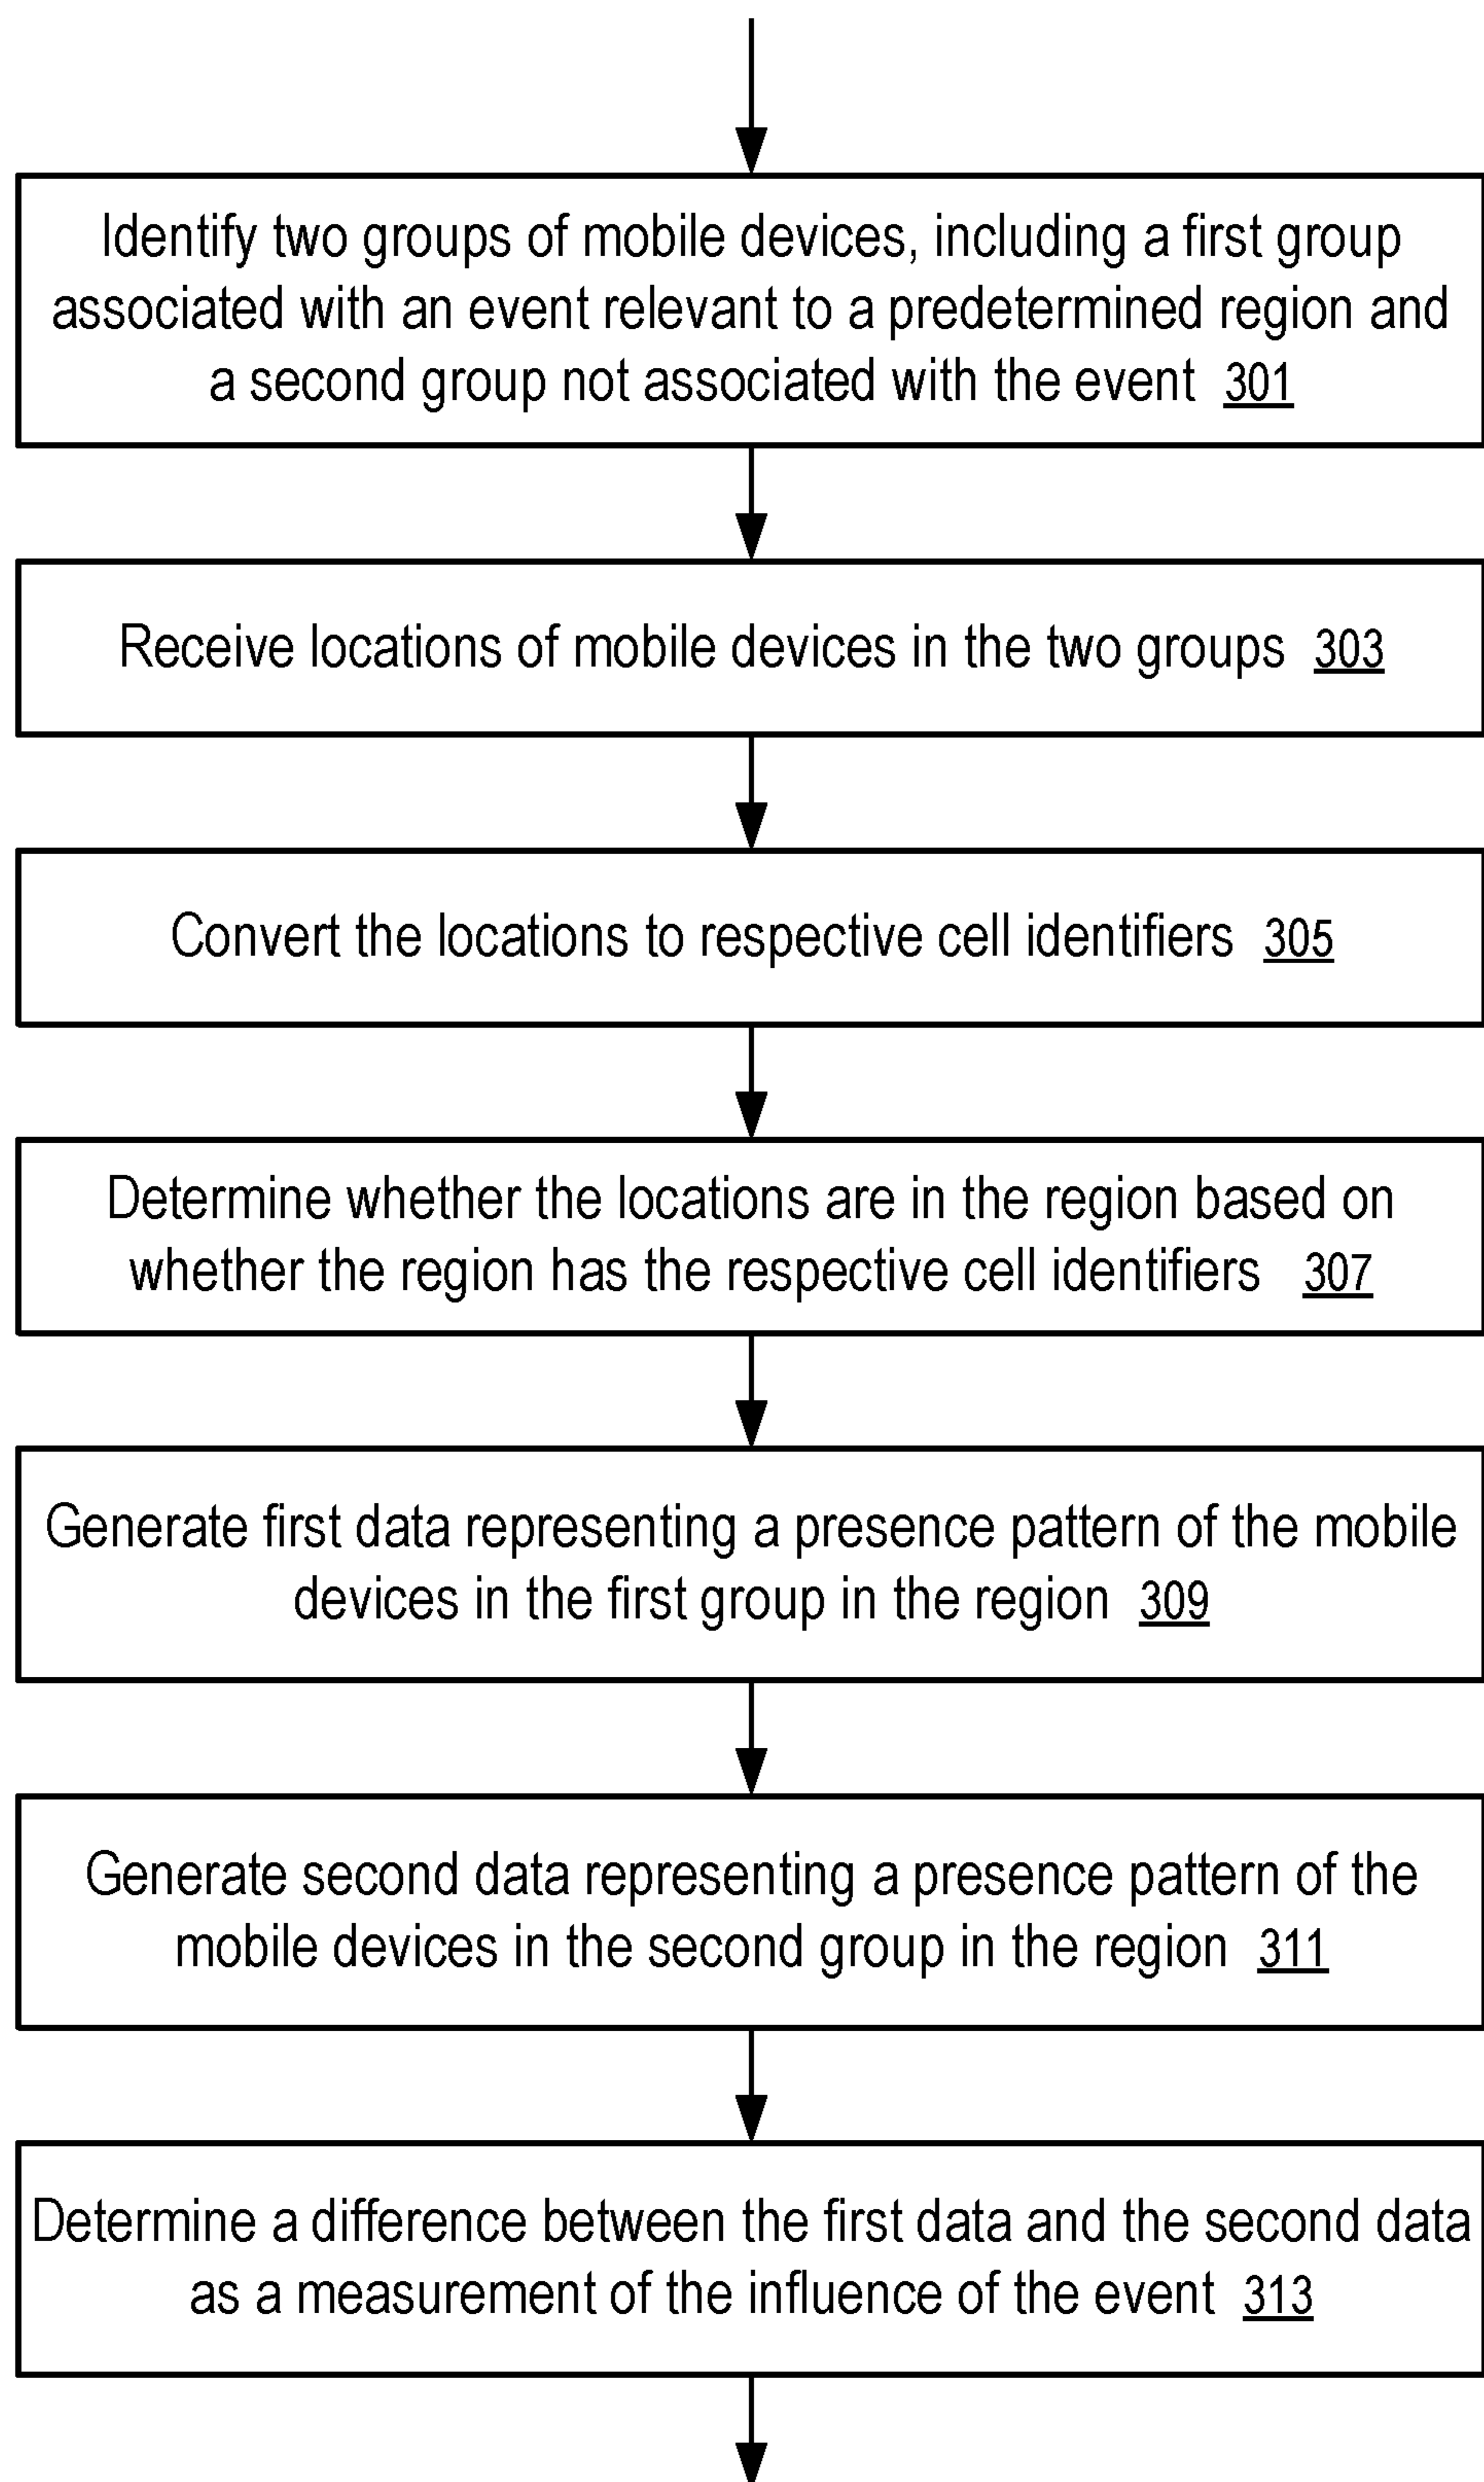 Identify two groups of mobile devices, including a first group
associated with an event relevant to a predetermined region and
a second group not associated with the event 301
Receive locations of mobile devices in the two groups 303
Convert the locations to respective cell identifiers 305
Determine whether the locations are in the region based on
whether the region has the respective cell identifiers 307
Generate first data representing a presence pattern of the mobile
devices in the first group in the region 309
Generate second data representing a presence pattern of the
mobile devices in the second group in the region 311
Determine a difference between the first data and the second data
as a measurement of the influence of the event 313